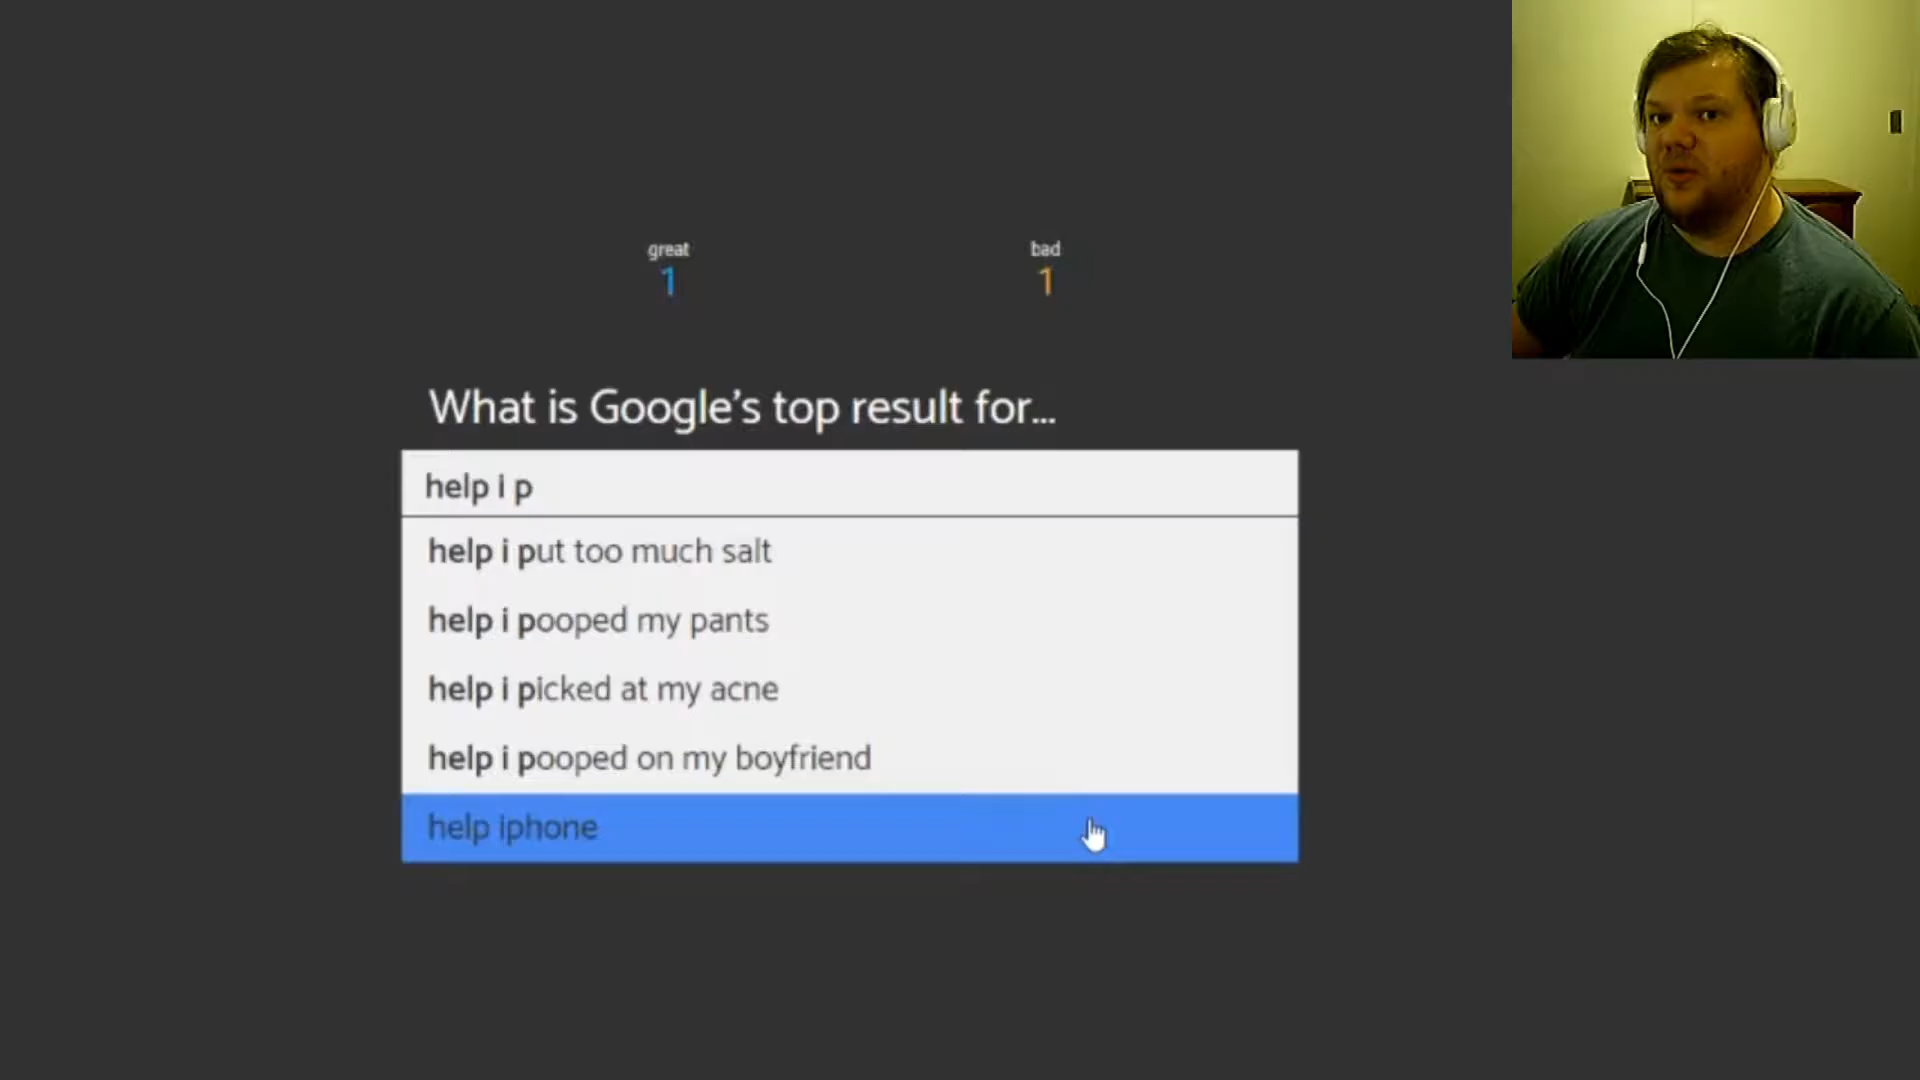 great
bad
1
1
What is Google's top result for...
help i p
help i put too much salt
help i pooped my pants
help i picked at my acne
help i pooped on my boyfriend
help iphone